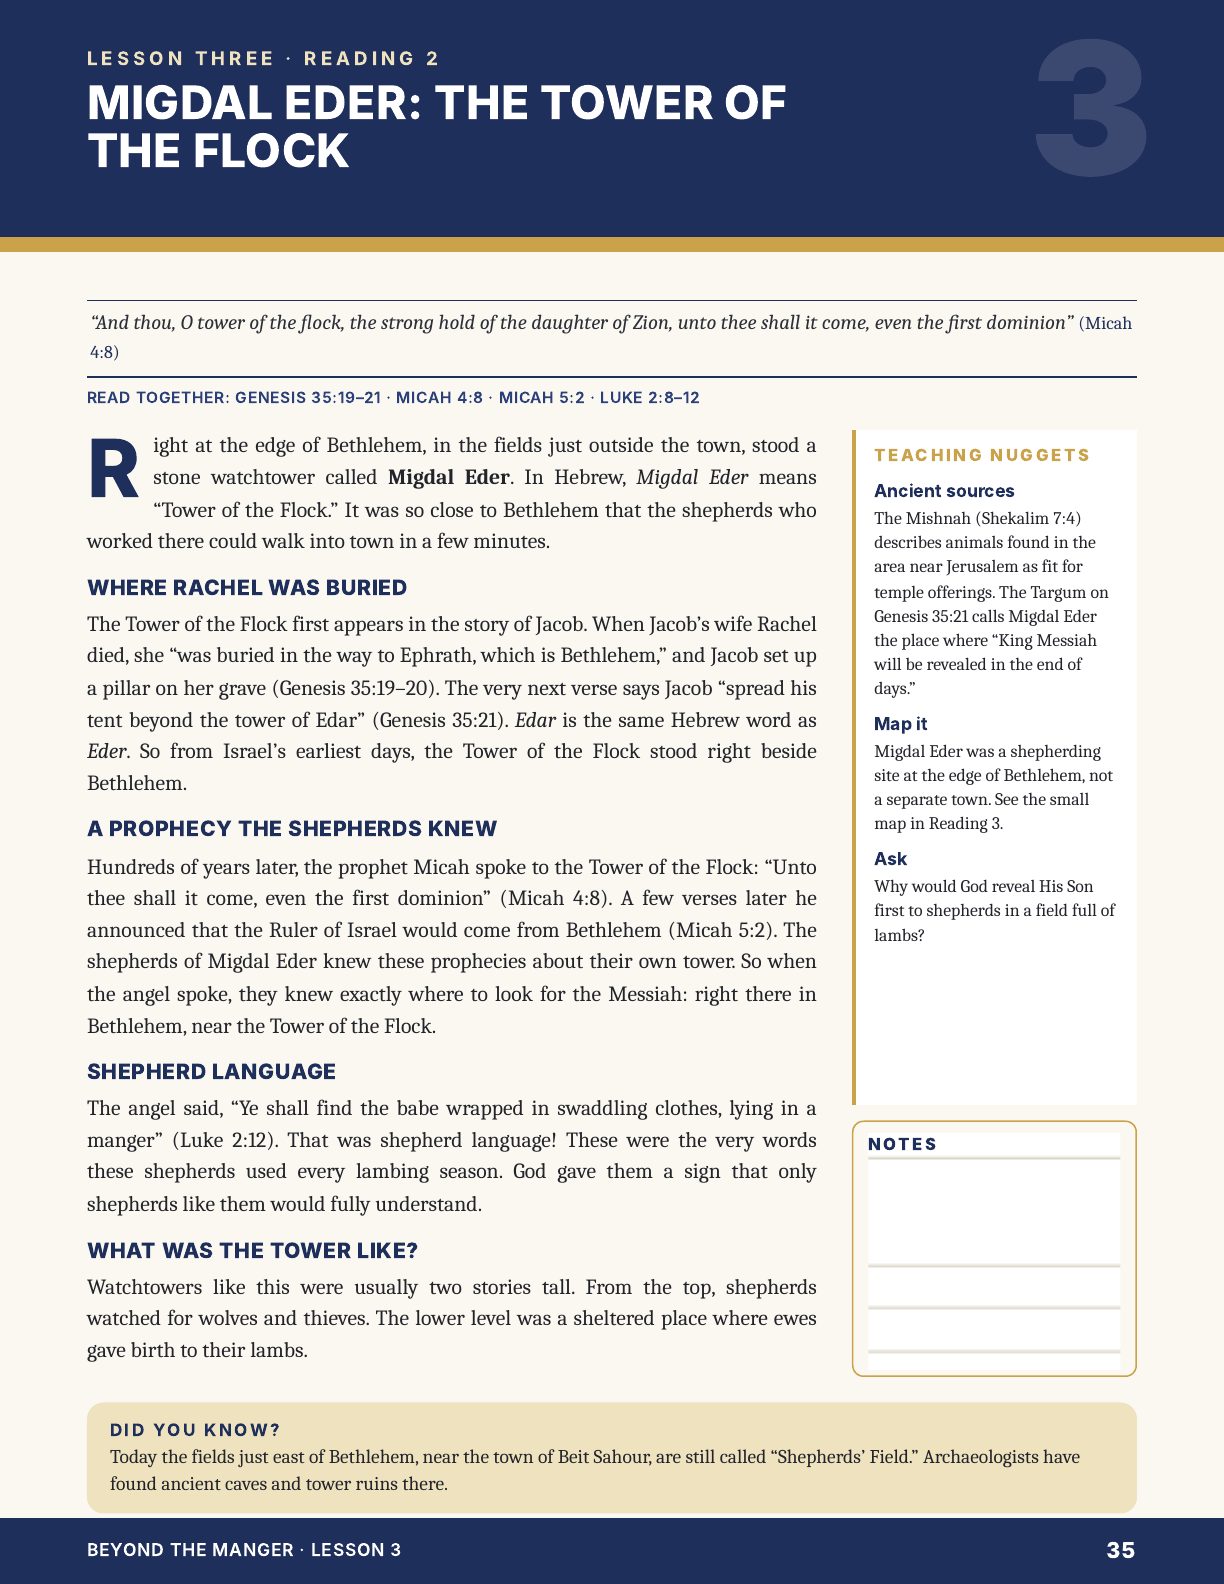 LESSON THREE · READING 2
MIGDAL EDER: THE TOWER OF
THE FLOCK
3
“And thou, O tower of the flock, the strong hold of the daughter of Zion, unto thee shall it come, even the first dominion” (Micah
4:8)
READ TOGETHER: GENESIS 35:19–21 · MICAH 4:8 · MICAH 5:2 · LUKE 2:8–12
Right at the edge of Bethlehem, in the fields just outside the town, stood a
stone watchtower called Migdal Eder. In Hebrew, Migdal Eder means
“Tower of the Flock.” It was so close to Bethlehem that the shepherds who
worked there could walk into town in a few minutes.
WHERE RACHEL WAS BURIED
The Tower of the Flock first appears in the story of Jacob. When Jacob’s wife Rachel
died, she “was buried in the way to Ephrath, which is Bethlehem,” and Jacob set up
a pillar on her grave (Genesis 35:19–20). The very next verse says Jacob “spread his
tent beyond the tower of Edar” (Genesis 35:21). Edar is the same Hebrew word as
Eder. So from Israel’s earliest days, the Tower of the Flock stood right beside
Bethlehem.
A PROPHECY THE SHEPHERDS KNEW
Hundreds of years later, the prophet Micah spoke to the Tower of the Flock: “Unto
thee shall it come, even the first dominion” (Micah 4:8). A few verses later he
announced that the Ruler of Israel would come from Bethlehem (Micah 5:2). The
shepherds of Migdal Eder knew these prophecies about their own tower. So when
the angel spoke, they knew exactly where to look for the Messiah: right there in
Bethlehem, near the Tower of the Flock.
SHEPHERD LANGUAGE
The angel said, “Ye shall find the babe wrapped in swaddling clothes, lying in a
manger” (Luke 2:12). That was shepherd language! These were the very words
these shepherds used every lambing season. God gave them a sign that only
shepherds like them would fully understand.
WHAT WAS THE TOWER LIKE?
Watchtowers like this were usually two stories tall. From the top, shepherds
watched for wolves and thieves. The lower level was a sheltered place where ewes
gave birth to their lambs.
TEACHING NUGGETS
Ancient sources
The Mishnah (Shekalim 7:4)
describes animals found in the
area near Jerusalem as fit for
temple offerings. The Targum on
Genesis 35:21 calls Migdal Eder
the place where “King Messiah
will be revealed in the end of
days.”
Map it
Migdal Eder was a shepherding
site at the edge of Bethlehem, not
a separate town. See the small
map in Reading 3.
Ask
Why would God reveal His Son
first to shepherds in a field full of
lambs?
NOTES
DID YOU KNOW?
Today the fields just east of Bethlehem, near the town of Beit Sahour, are still called “Shepherds’ Field.” Archaeologists have
found ancient caves and tower ruins there.
BEYOND THE MANGER · LESSON 3
35